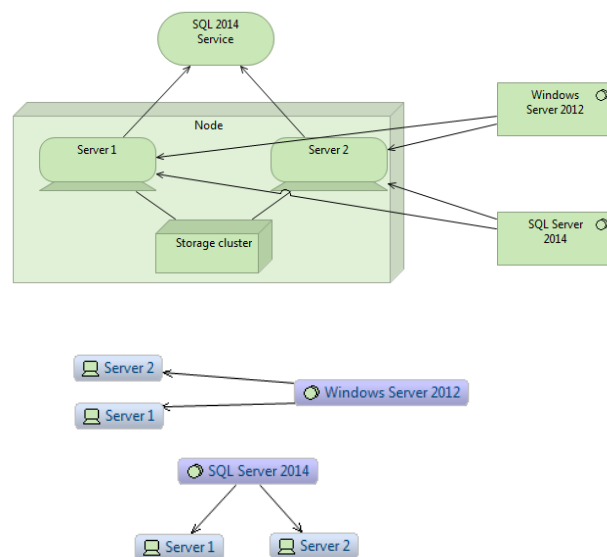 SQL 2014
Service
Windows
Server 2012
Node
Server 1
Server 2
SQL Server
2014
Storage cluster
Server 2
Windows Server 2012
Server 1
SQL Server 2014
Server 1
Server 2